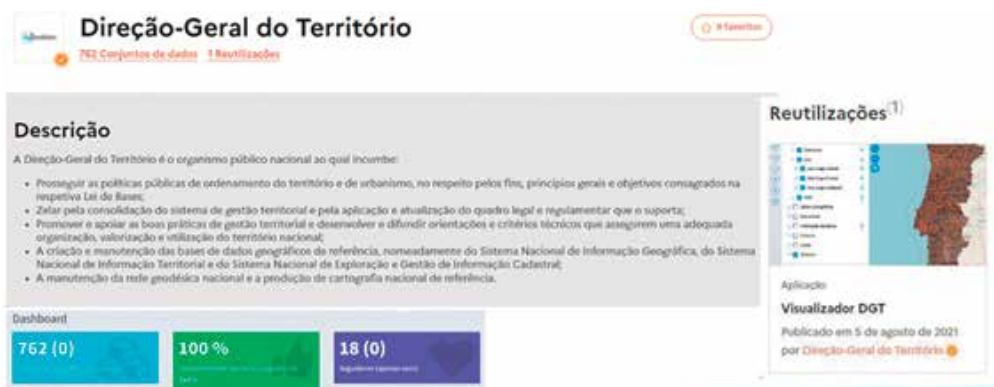 Direção-Geral do Território
762 Conjuntos de dados 1 Reutilizações
9 Favoritos
Descrição
A Direção-Geral do Território é o organismo público nacional ao qual incumbe:
• Prosseguir as políticas públicas de ordenamento do território e de urbanismo, no respeito pelos fins, princípios gerais e objetivos consagrados na
respetiva Lei de Bases;
• Zelar pela consolidação do sistema de gestão territorial e pela aplicação e atualização do quadro legal e regulamentar que o suporta;
• Promover e apoiar as boas práticas de gestão territorial e desenvolver e difundir orientações e critérios técnicos que assegurem uma adequada
organização, valorização e utilização do território nacional;
• A criação e manutenção das bases de dados geográficos de referência, nomeadamente do Sistema Nacional de Informação Geográfica, do Sistema
Nacional de Informação Territorial e do Sistema Nacional de Exploração e Gestão de Informação Cadastral;
• A manutenção da rede geodésica nacional e a produção de cartografia nacional de referência.
Dashboard
762 (0)
100 %
18 (0)
Reutilizações(1)
Aplicação
Visualizador DGT
Publicado em 5 de agosto de 2021
por Direção-Geral do Território